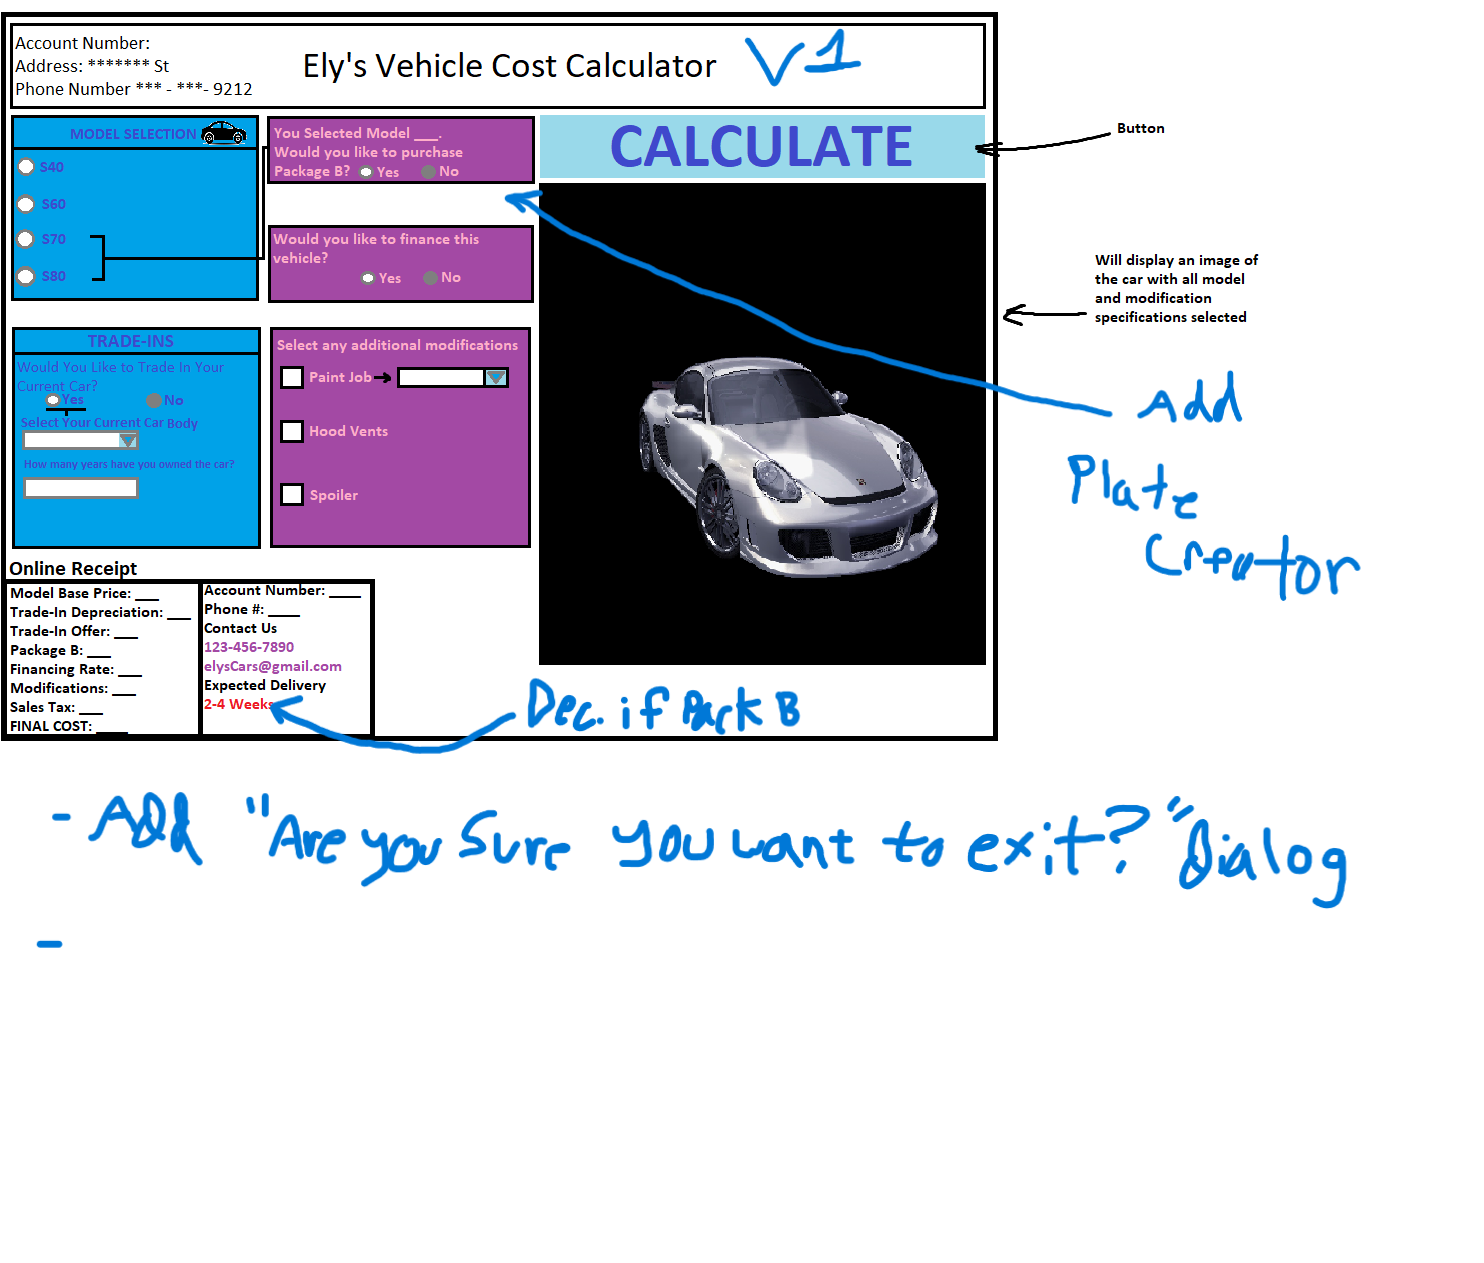 Account Number:
Address: ******* St
Phone Number *** - ***- 9212
Ely's Vehicle Cost Calculator
V1
MODEL SELECTION
S40
S60
S70
S80
You Selected Model ___.
Would you like to purchase
Package B? Yes No
Would you like to finance this
vehicle?
Yes No
CALCULATE
Button
Will display an image of
the car with all model
and modification
specifications selected
Add
Plate
Creator
TRADE-INS
Would You Like to Trade In Your
Current Car?
Yes No
Select Your Current Car Body
How many years have you owned the car?
Select any additional modifications
Paint Job
Hood Vents
Spoiler
Online Receipt
Model Base Price: ___
Trade-In Depreciation: ___
Trade-In Offer: ___
Package B: ___
Financing Rate: ___
Modifications: ___
Sales Tax: ___
FINAL COST: ____
Account Number: ____
Phone #: ____
Contact Us
123-456-7890
elysCars@gmail.com
Expected Delivery
2-4 Weeks
Dec. if Pack B
- Add "Are you sure you want to exit?" Dialog
-